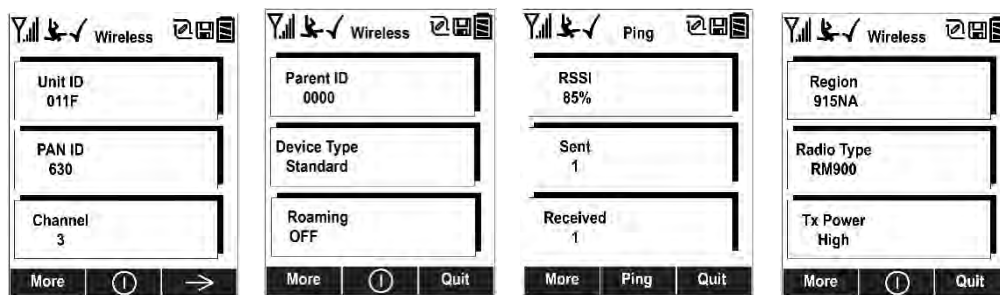 Wireless
Unit ID
011F
PAN ID
630
Channel
3
More
Wireless
Parent ID
0000
Device Type
Standard
Roaming
OFF
More Quit
Ping
RSSI
85%
Sent
1
Received
1
More Ping Quit
Wireless
Region
915NA
Radio Type
RM900
Tx Power
High
More Quit